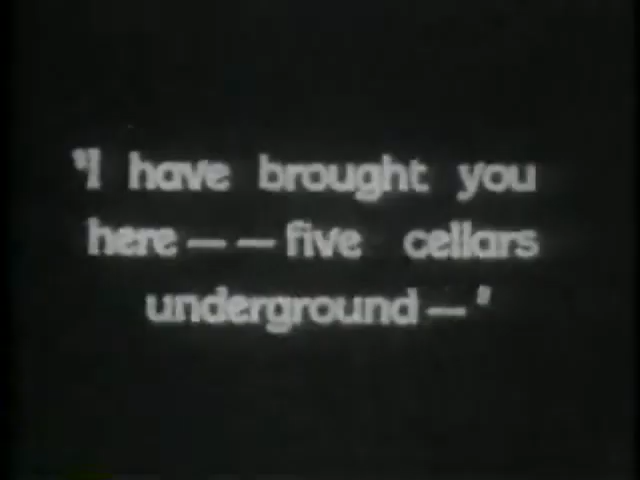 "I have brought you
here — — five cellars
underground — "